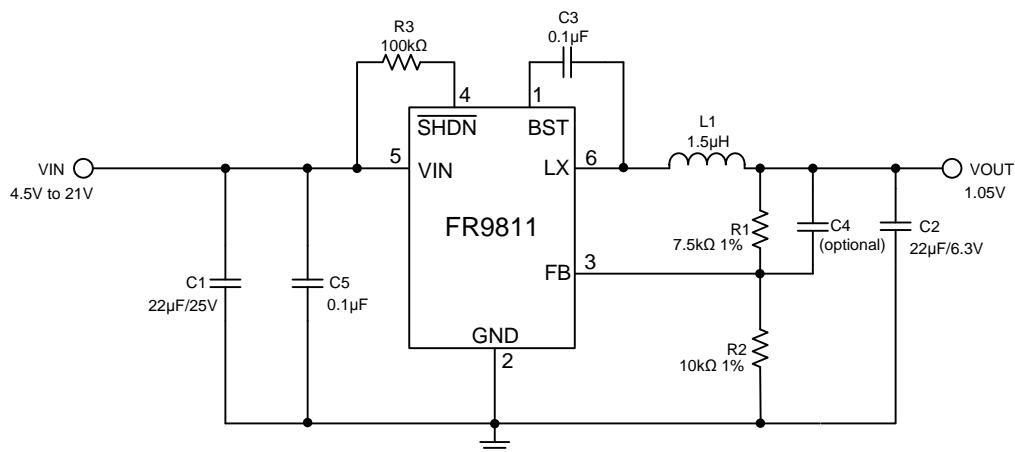 C3
0.1μF
R3
100kΩ
4
1
SHDN
BST
L1
1.5μH
VIN
4.5V to 21V
5
VIN
LX
6
VOUT
1.05V
FR9811
R1
7.5kΩ 1%
C4
(optional)
C2
22μF/6.3V
FB
3
C1
22μF/25V
C5
0.1μF
GND
2
R2
10kΩ 1%